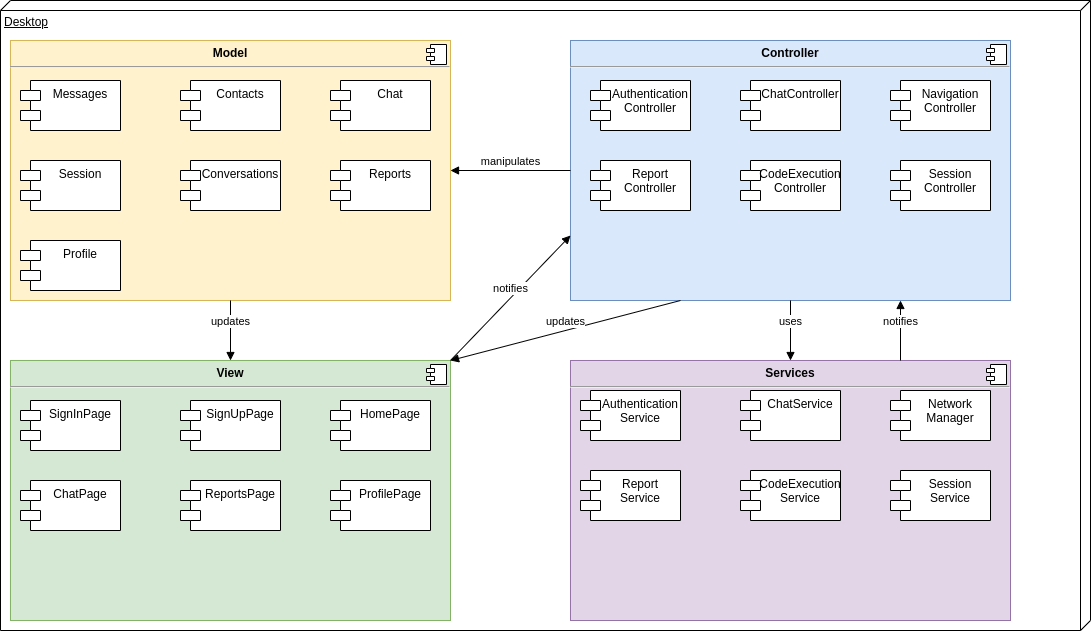 Desktop
Model
Messages
Contacts
Chat
Session
Conversations
Reports
Profile
Controller
Authentication
Controller
ChatController
Navigation
Controller
Report
Controller
CodeExecution
Controller
Session
Controller
manipulates
notifies
updates
updates
uses
notifies
View
SignInPage
SignUpPage
HomePage
ChatPage
ReportsPage
ProfilePage
Services
Authentication
Service
ChatService
Network
Manager
Report
Service
CodeExecution
Service
Session
Service